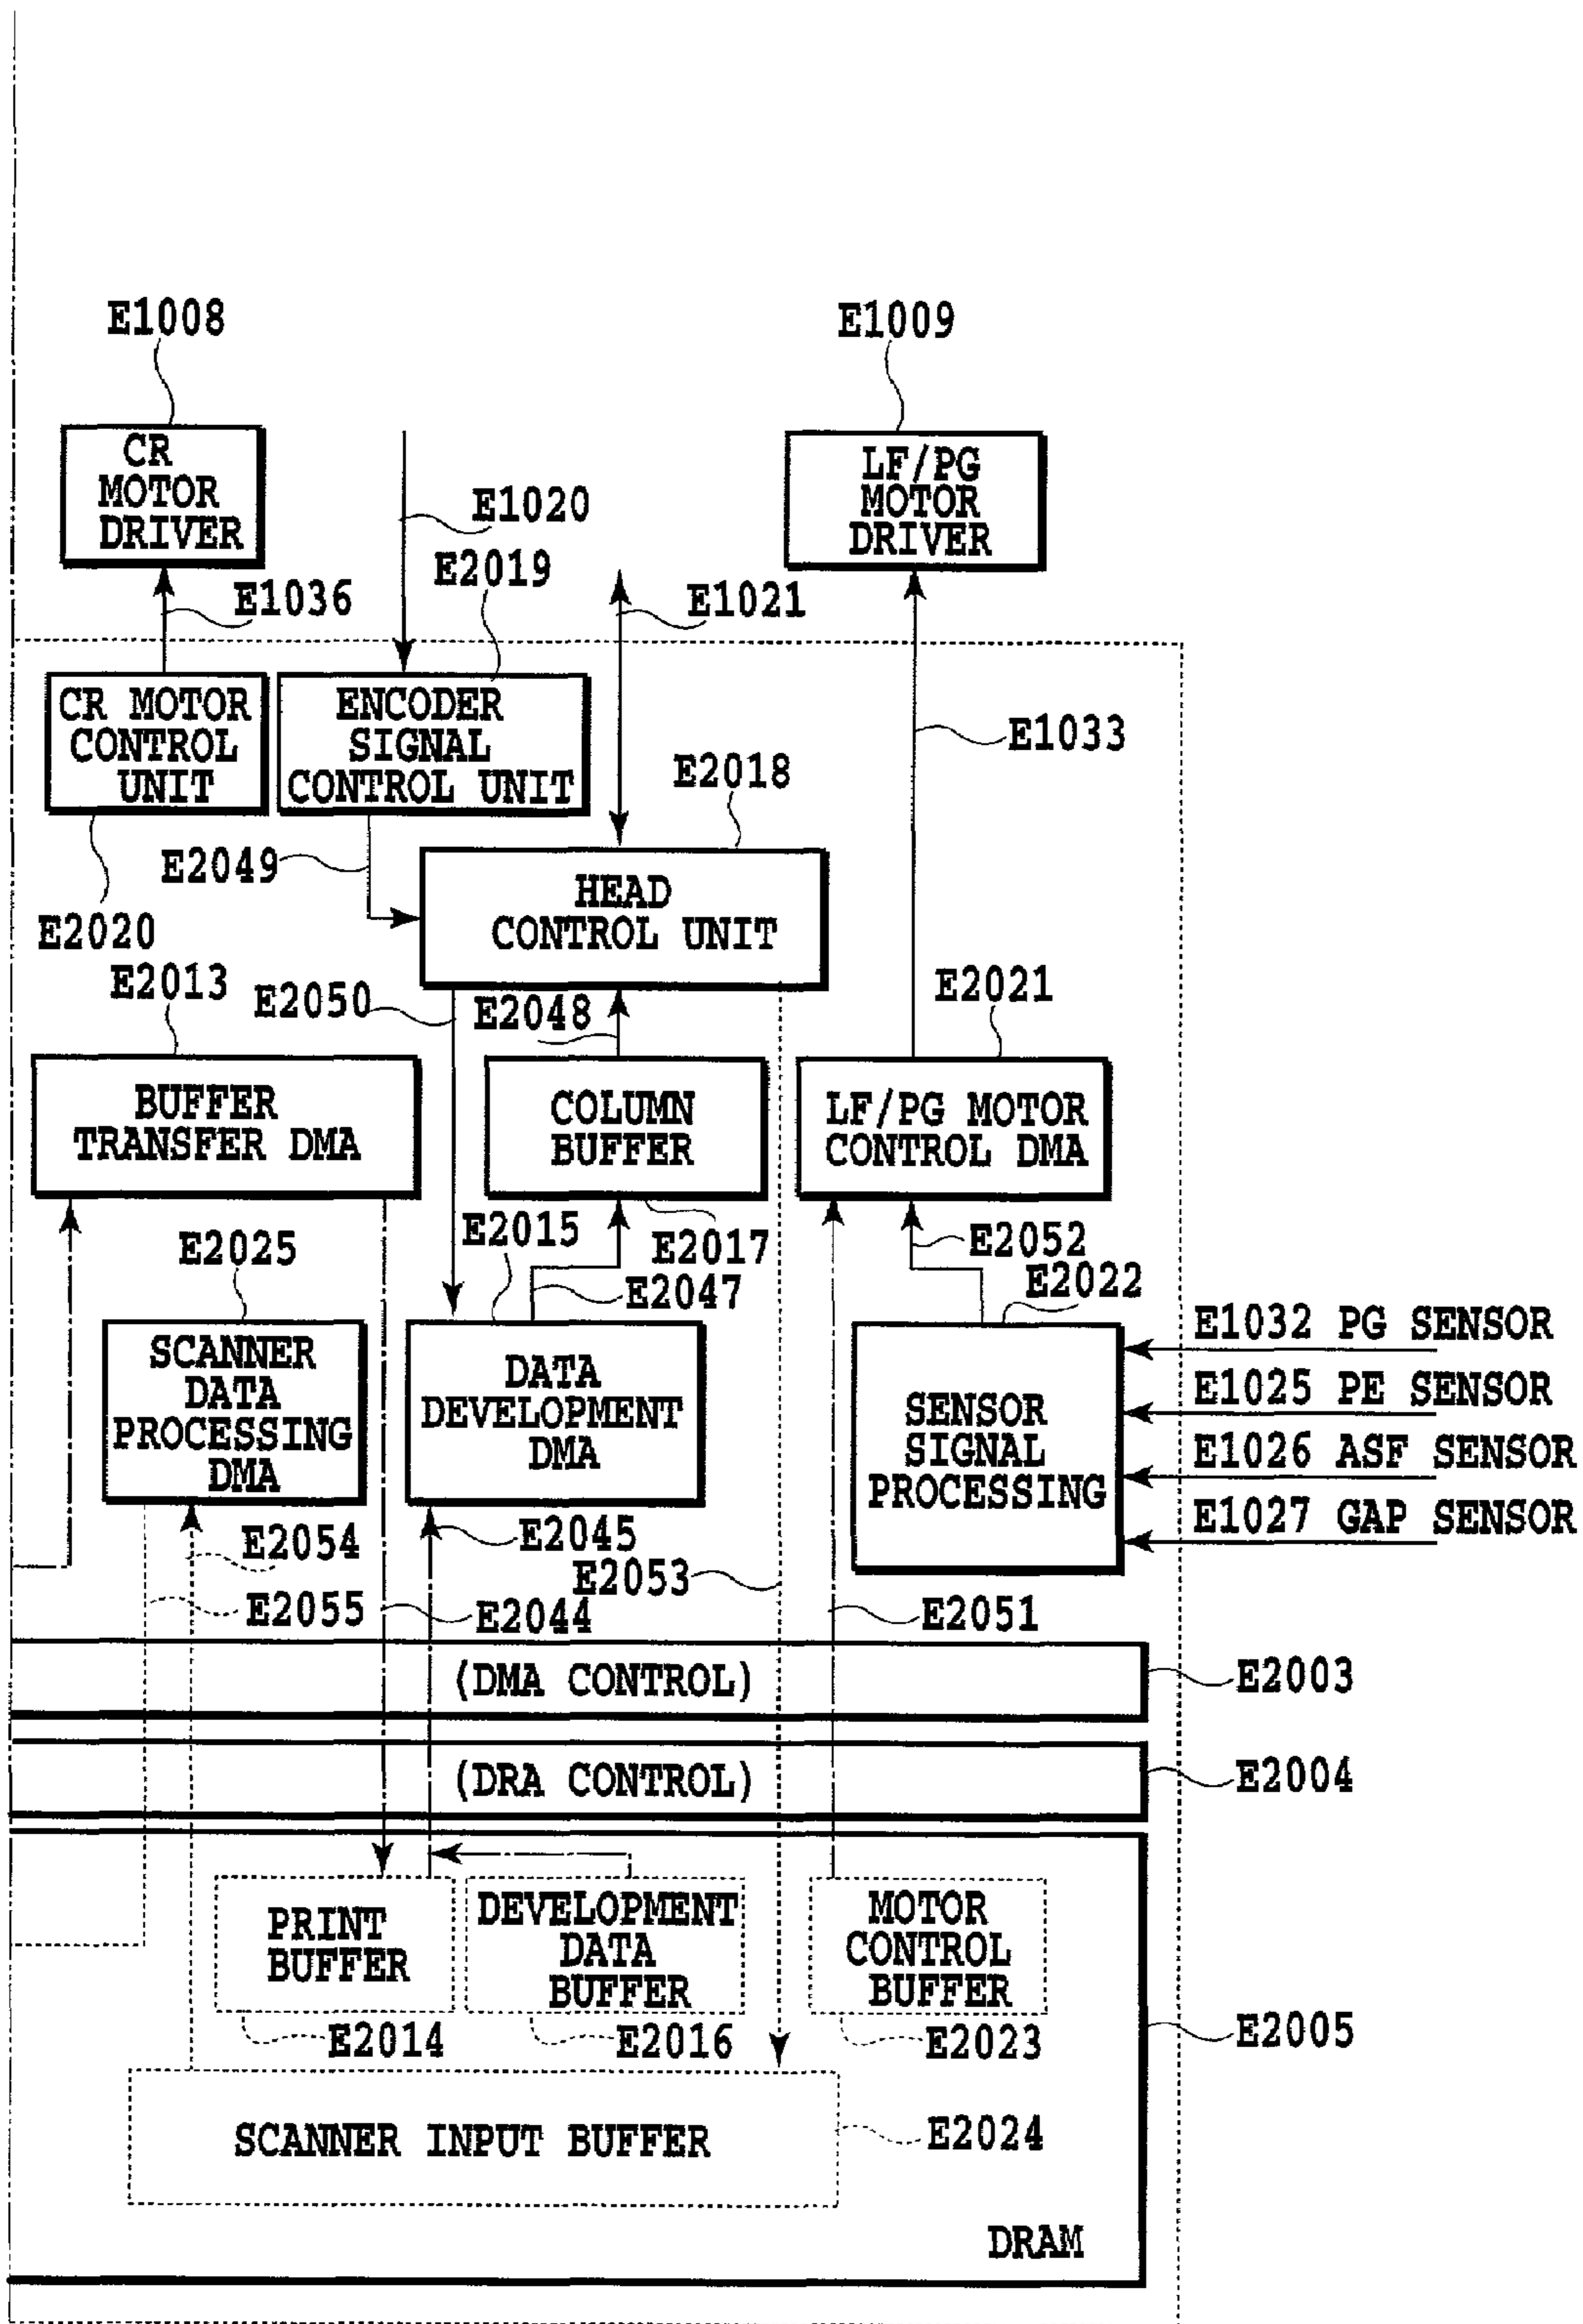 E1008
E1009
CR
MOTOR
DRIVER
LF/PG
MOTOR
DRIVER
E1020
E2019
E1036
E1021
CR MOTOR
CONTROL
UNIT
ENCODER
SIGNAL
CONTROL UNIT
E1033
E2018
E2049
HEAD
CONTROL UNIT
E2020
E2013
E2050
E2048
E2021
BUFFER
TRANSFER DMA
COLUMN
BUFFER
LF/PG MOTOR
CONTROL DMA
E2025
E2015
E2017
E2047
E2052
E2022
SCANNER
DATA
PROCESSING
DMA
DATA
DEVELOPMENT
DMA
SENSOR
SIGNAL
PROCESSING
E1032 PG SENSOR
E1025 PE SENSOR
E1026 ASF SENSOR
E1027 GAP SENSOR
E2054
E2045
E2053
E2055
E2044
E2051
(DMA CONTROL)
E2003
(DRA CONTROL)
E2004
PRINT
BUFFER
DEVELOPMENT
DATA
BUFFER
MOTOR
CONTROL
BUFFER
E2014
E2016
E2023
E2005
SCANNER INPUT BUFFER
E2024
DRAM